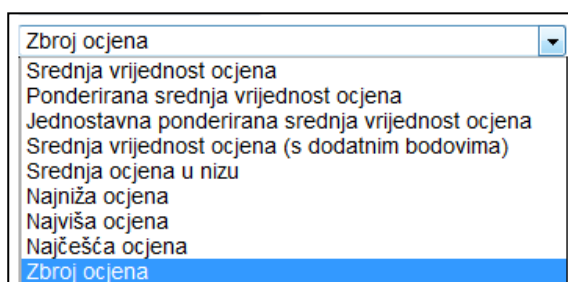 Zbroj ocjena
Srednja vrijednost ocjena
Ponderirana srednja vrijednost ocjena
Jednostavna ponderirana srednja vrijednost ocjena
Srednja vrijednost ocjena (s dodatnim bodovima)
Srednja ocjena u nizu
Najniža ocjena
Najviša ocjena
Najčešća ocjena
Zbroj ocjena